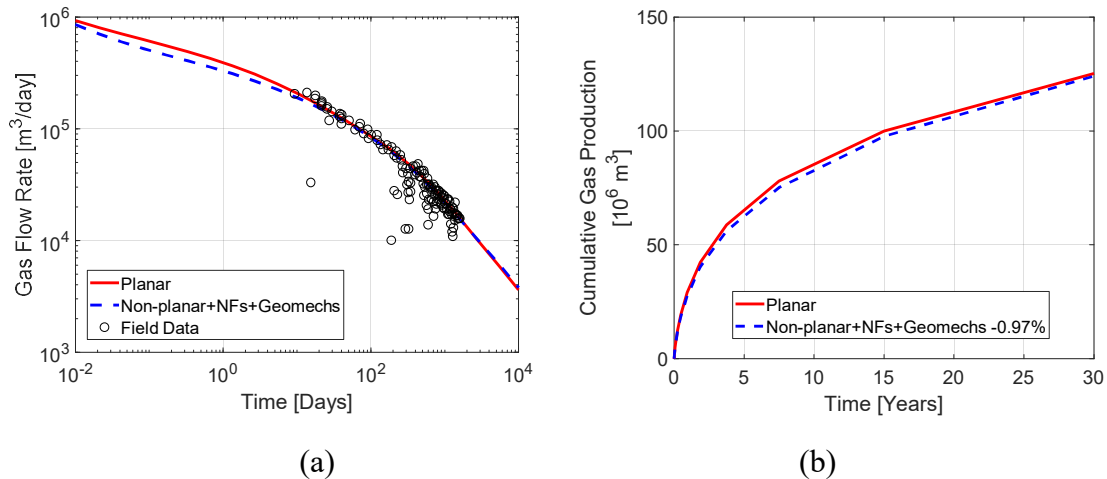 10^6
10^5
10^4
10^3
Gas Flow Rate [m^3/day]
Planar
Non-planar+NFs+Geomechs
Field Data
10^-2
10^0
10^2
10^4
Time [Days]
(a)
150
100
50
0
Cumulative Gas Production
[10^6 m^3]
Planar
Non-planar+NFs+Geomechs -0.97%
0
5
10
15
20
25
30
Time [Years]
(b)